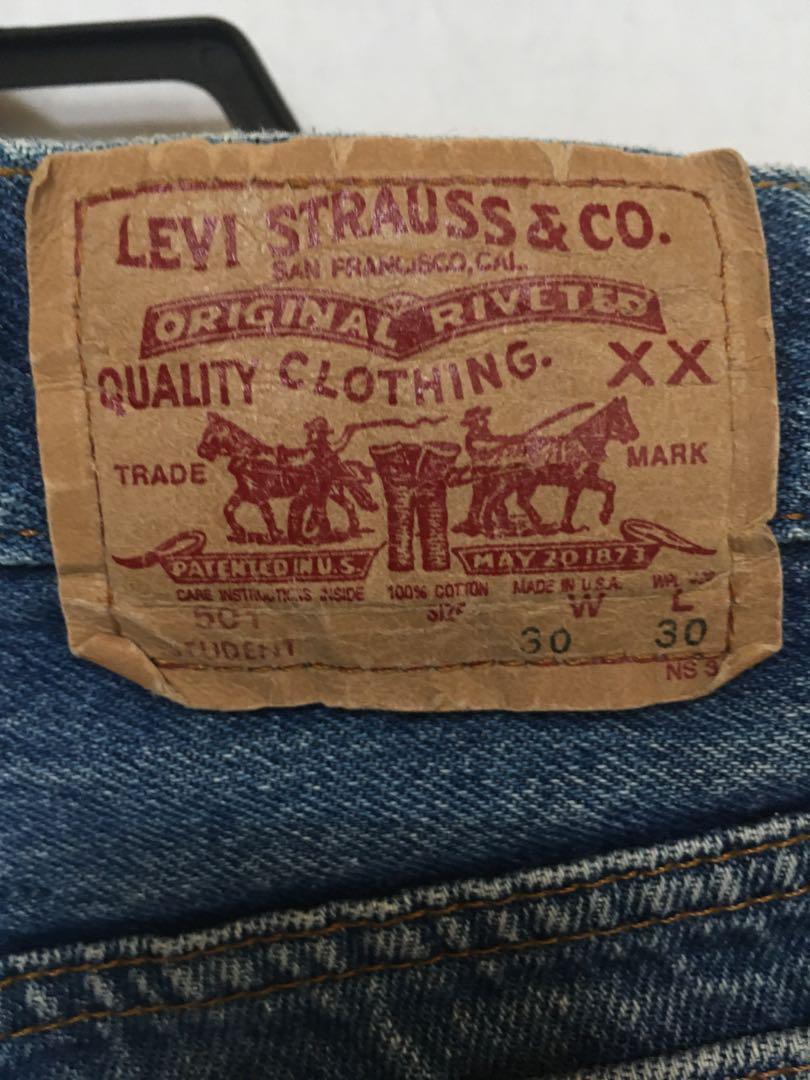 LEVI STRAUSS & CO.
SAN FRANCISCO, CAL.
ORIGINAL RIVETED
QUALITY CLOTHING. XX
TRADE MARK
PATENTED IN U.S. MAY 20 1873
CARE INSTRUCTIONS INSIDE 100% COTTON MADE IN U.S.A. WPL
501 SIZE W L
STUDENT 30 30
NS 3